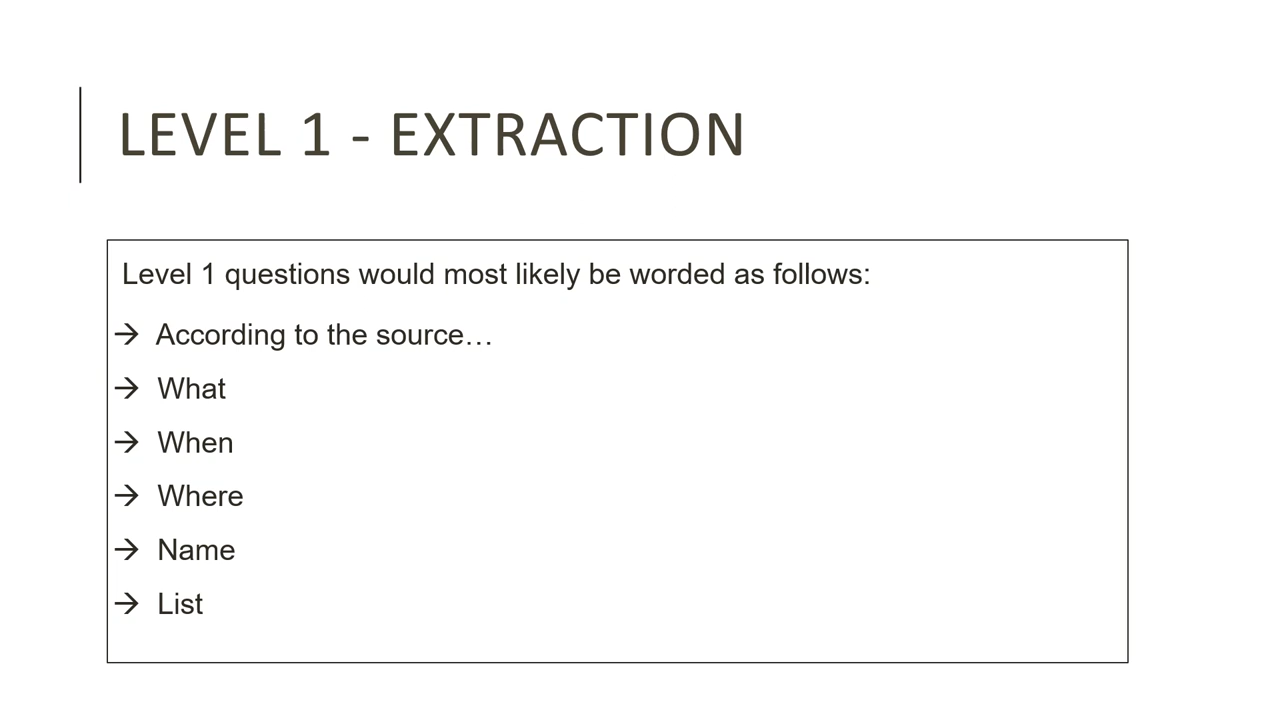 LEVEL 1 - EXTRACTION
Level 1 questions would most likely be worded as follows:
→ According to the source…
→ What
→ When
→ Where
→ Name
→ List